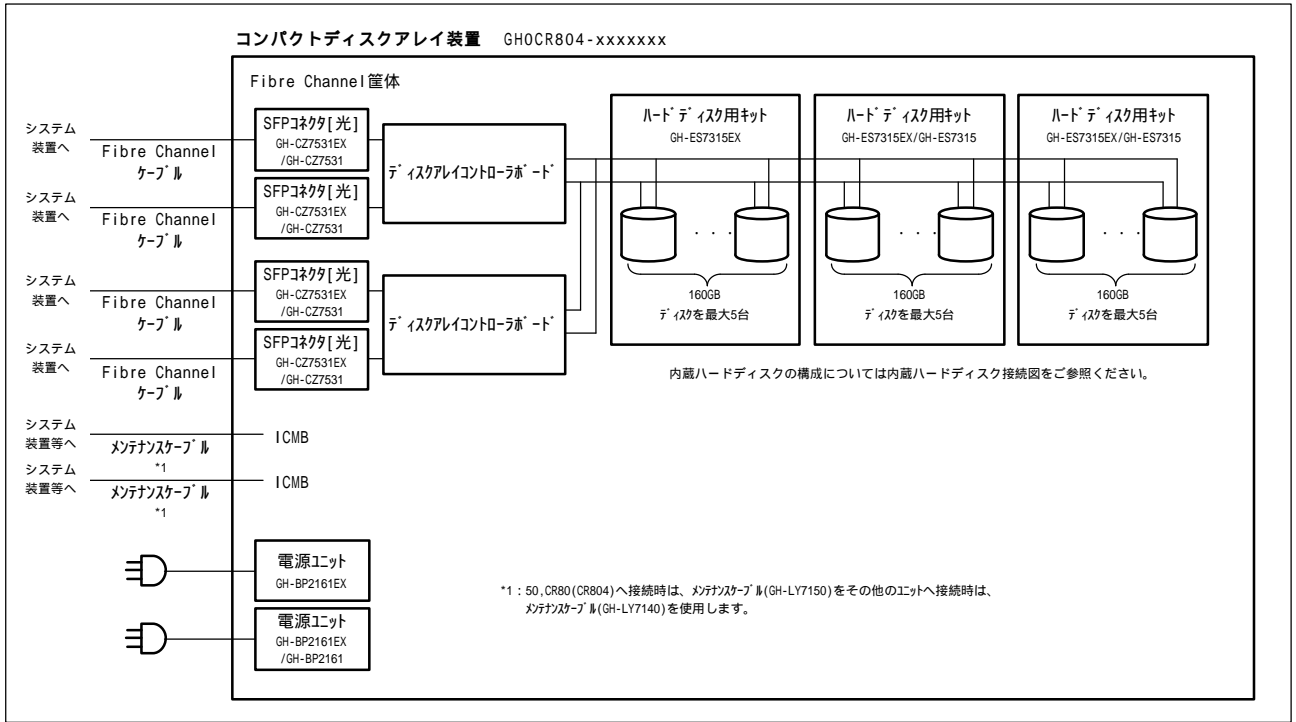 コンパクトディスクアレイ装置 GH0CR804-xxxxxxx
Fibre Channel筐体
システム
装置へ
Fibre Channel
ケーブル
SFPコネクタ[光]
GH-CZ7531EX
/GH-CZ7531
システム
装置へ
Fibre Channel
ケーブル
SFPコネクタ[光]
GH-CZ7531EX
/GH-CZ7531
ディスクアレイコントローラボード
システム
装置へ
Fibre Channel
ケーブル
SFPコネクタ[光]
GH-CZ7531EX
/GH-CZ7531
システム
装置へ
Fibre Channel
ケーブル
SFPコネクタ[光]
GH-CZ7531EX
/GH-CZ7531
ディスクアレイコントローラボード
ハードディスク用キット
GH-ES7315EX
・・・
160GB
ディスクを最大5台
ハードディスク用キット
GH-ES7315EX/GH-ES7315
・・・
160GB
ディスクを最大5台
ハードディスク用キット
GH-ES7315EX/GH-ES7315
・・・
160GB
ディスクを最大5台
内蔵ハードディスクの構成については内蔵ハードディスク接続図をご参照ください。
システム
装置等へ
メンテナンスケーブル
*1
ICMB
システム
装置等へ
メンテナンスケーブル
*1
ICMB
電源ユニット
GH-BP2161EX
電源ユニット
GH-BP2161EX
/GH-BP2161
*1：50,CR80(CR804)へ接続時は、メンテナンスケーブル(GH-LY7150)をその他のユニットへ接続時は、
メンテナンスケーブル(GH-LY7140)を使用します。